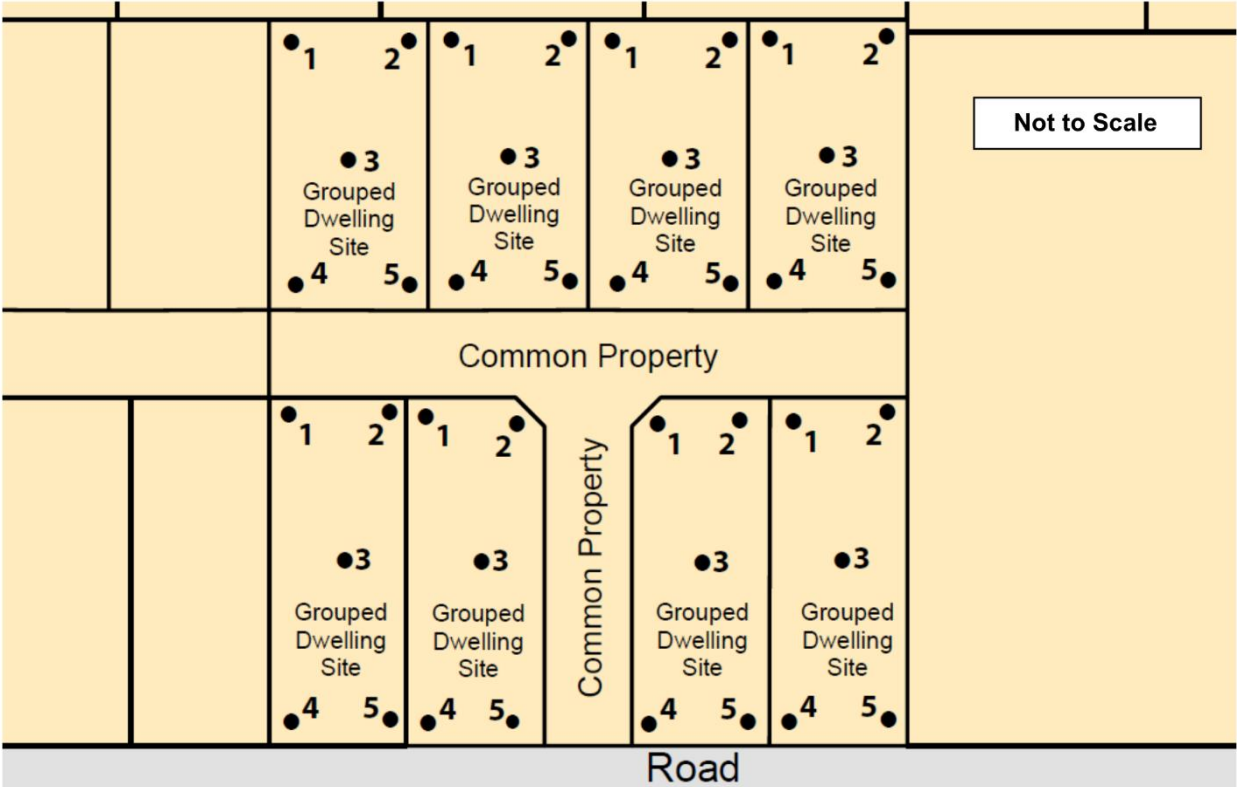 1 2 1 2 1 2 1 2
Not to Scale
3 3 3 3
Grouped Dwelling Site
Grouped Dwelling Site
Grouped Dwelling Site
Grouped Dwelling Site
4 5 4 5 4 5 4 5
Common Property
1 2 1 2 1 2 1 2
Common Property
3 3 3 3
Grouped Dwelling Site
Grouped Dwelling Site
Grouped Dwelling Site
Grouped Dwelling Site
4 5 4 5 4 5 4 5
Road